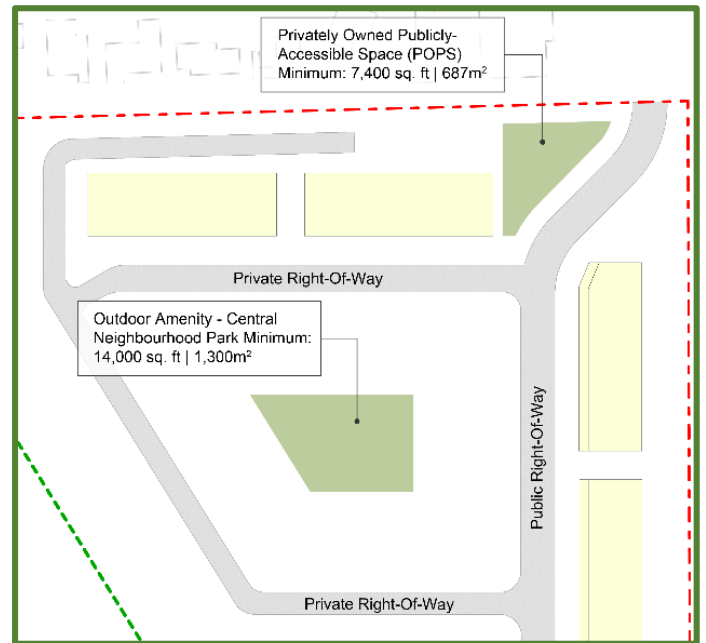 Privately Owned Publicly-
Accessible Space (POPS)
Minimum: 7,400 sq. ft | 687m²
Private Right-Of-Way
Outdoor Amenity - Central
Neighbourhood Park Minimum:
14,000 sq. ft | 1,300m²
Public Right-Of-Way
Private Right-Of-Way